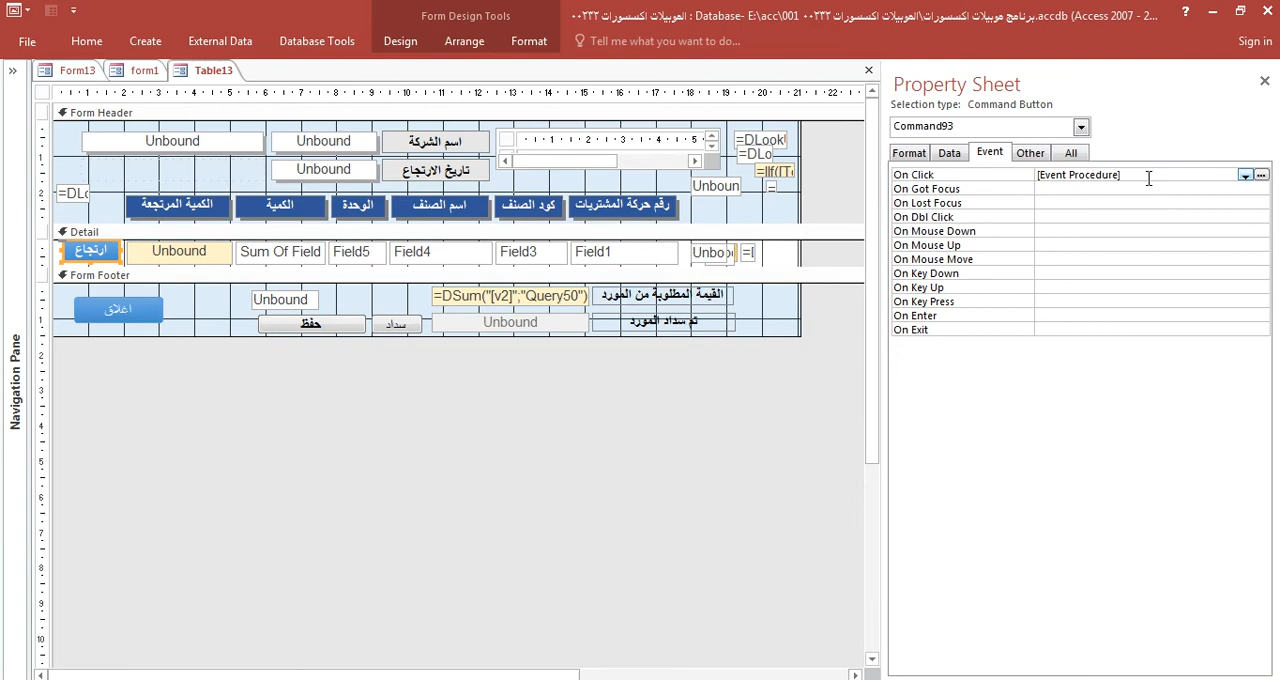 Form Design Tools
برنامج موبيلات اكسسورات\الموبيلات اكسسورات ٠٠٢٣٢ : Database- E:\acc\001 ٠٠٢٣٢.accdb (Access 2007 - 2...
?
File
Home
Create
External Data
Database Tools
Design
Arrange
Format
Tell me what you want to do...
Sign in
Form13
form1
Table13
Form Header
Unbound
Unbound
اسم الشركة
=DLookl
=DLo
Unbound
تاريخ الارتجاع
=IIf([T
=DLo
Unboun
=
الكمية المرتجعة
الكمية
الوحدة
اسم الصنف
كود الصنف
رقم حركة المشتريات
Detail
ارتجاع
Unbound
Sum Of Field
Field5
Field4
Field3
Field1
Unbo
=[
Form Footer
اغلاق
Unbound
=DSum("[v2]";"Query50")
القيمة المطلوبة من المورد
حفظ
سداد
Unbound
تم سداد المورد
Navigation Pane
Property Sheet
Selection type: Command Button
Command93
Format
Data
Event
Other
All
On Click
[Event Procedure]
On Got Focus
On Lost Focus
On Dbl Click
On Mouse Down
On Mouse Up
On Mouse Move
On Key Down
On Key Up
On Key Press
On Enter
On Exit